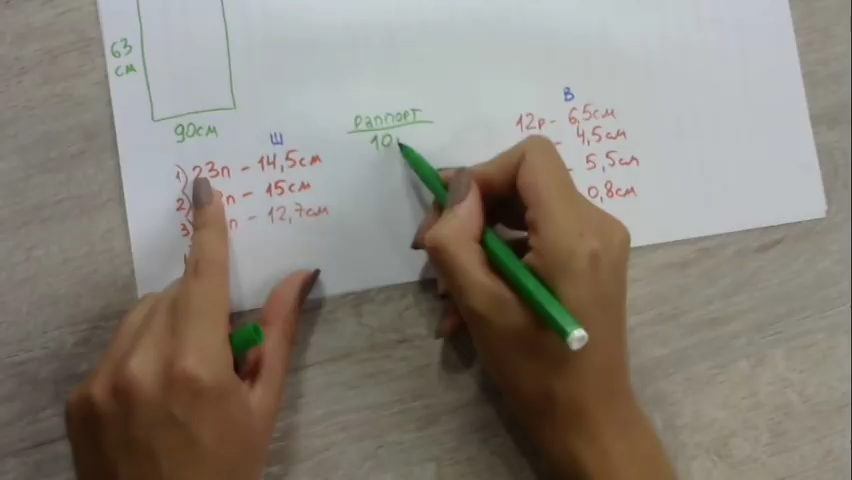 63
см
90см
Ш
1) 23п - 14,5см
2) п - 15см
3) п - 12,7см
раппорт
10
В
12р - 6,5см
- 4,5см
- 5,5см
0,8см